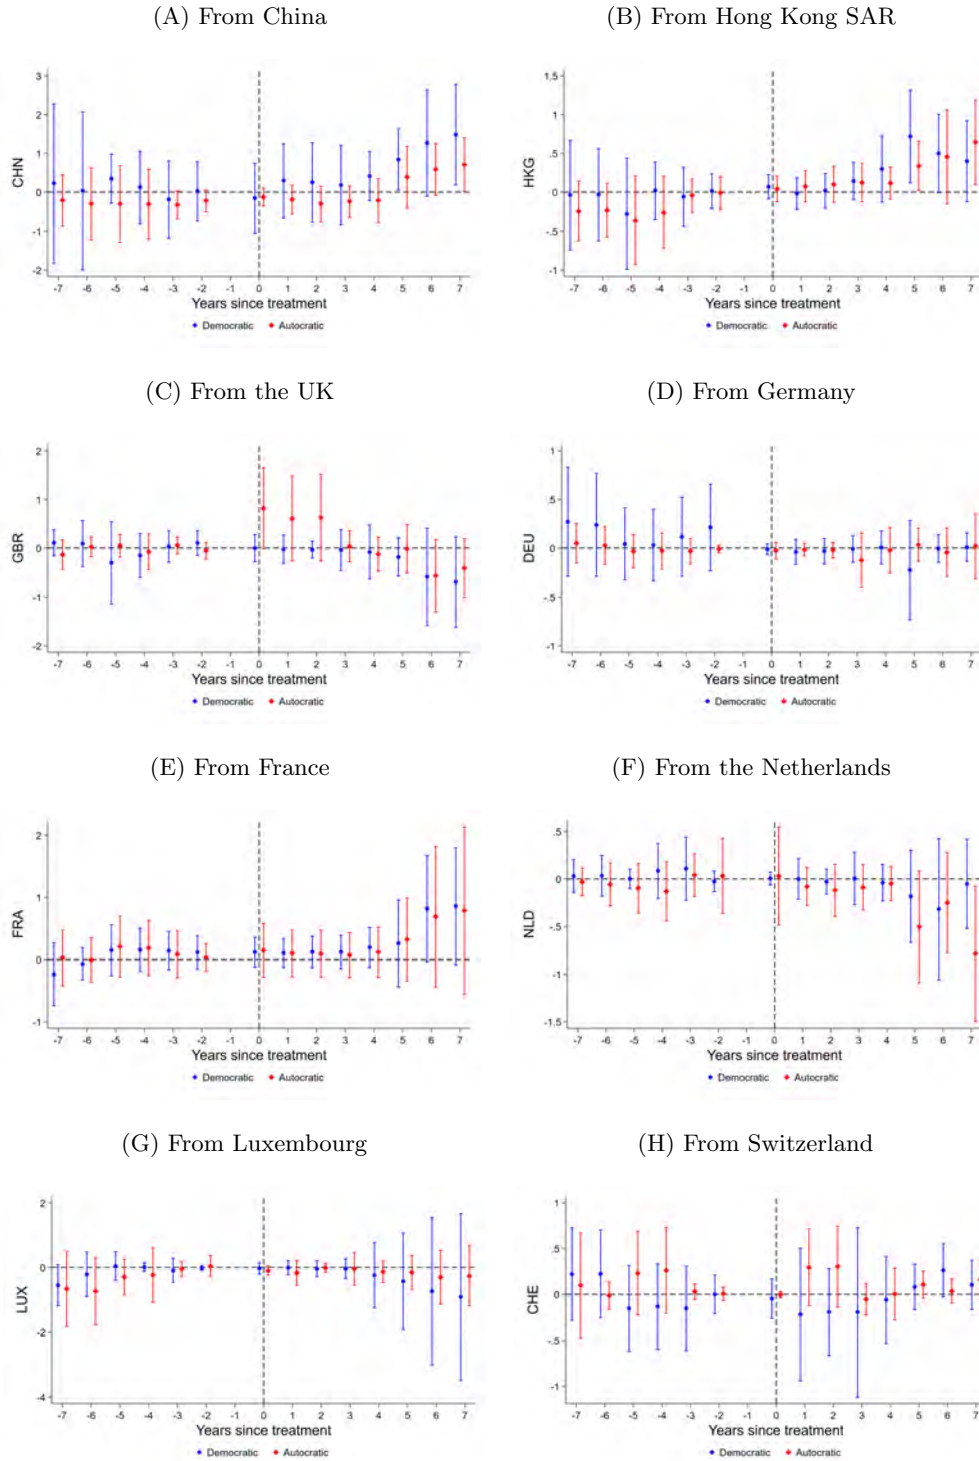 (A) From China
(B) From Hong Kong SAR
3
2
1
0
-1
-2
CHN
-7 -6 -5 -4 -3 -2 -1 0 1 2 3 4 5 6 7
Years since treatment
Democratic Autocratic
1.5
1
.5
0
-.5
-1
HKG
-7 -6 -5 -4 -3 -2 -1 0 1 2 3 4 5 6 7
Years since treatment
Democratic Autocratic
(C) From the UK
(D) From Germany
2
1
0
-1
-2
GBR
-7 -6 -5 -4 -3 -2 -1 0 1 2 3 4 5 6 7
Years since treatment
Democratic Autocratic
1
.5
0
-.5
-1
DEU
-7 -6 -5 -4 -3 -2 -1 0 1 2 3 4 5 6 7
Years since treatment
Democratic Autocratic
(E) From France
(F) From the Netherlands
2
1
0
-1
FRA
-7 -6 -5 -4 -3 -2 -1 0 1 2 3 4 5 6 7
Years since treatment
Democratic Autocratic
.5
0
-.5
-1
-1.5
NLD
-7 -6 -5 -4 -3 -2 -1 0 1 2 3 4 5 6 7
Years since treatment
Democratic Autocratic
(G) From Luxembourg
(H) From Switzerland
2
0
-2
-4
LUX
-7 -6 -5 -4 -3 -2 -1 0 1 2 3 4 5 6 7
Years since treatment
Democratic Autocratic
1
.5
0
-.5
-1
CHE
-7 -6 -5 -4 -3 -2 -1 0 1 2 3 4 5 6 7
Years since treatment
Democratic Autocratic